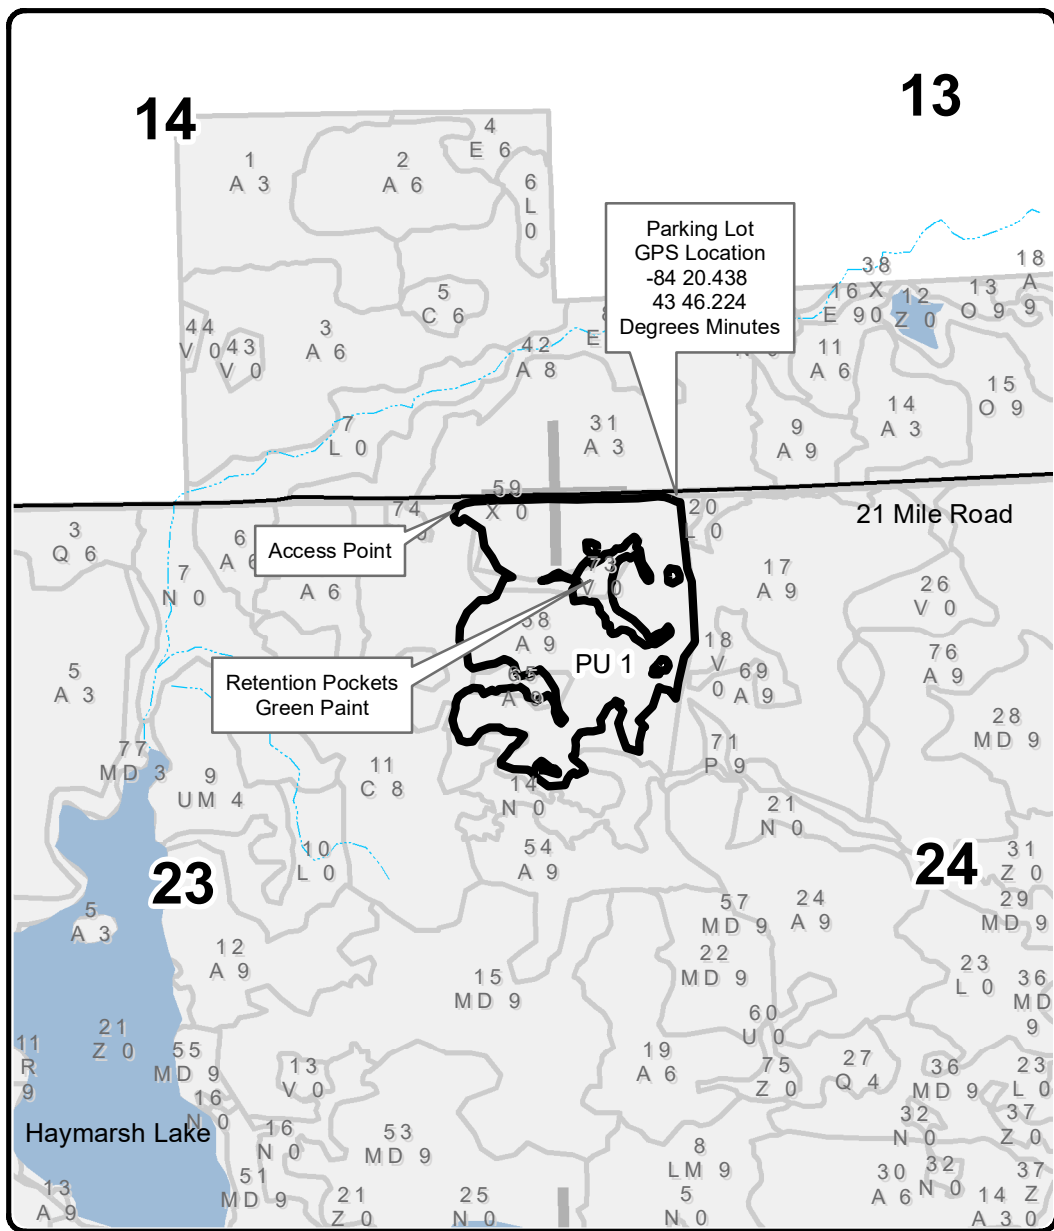 13
14
4
E 6
1
A 3
2
A 6
6
L
0
Parking Lot
GPS Location
-84 20.438
43 46.224
Degrees Minutes
18
A
9
38
X
0
16
E 9
12
Z 0
13
O 9
5
C 6
44
V 0
43
V 0
3
A 6
E
42
A 8
11
A 6
15
O 9
14
A 3
7
L 0
31
A 3
9
A 9
59
X 0
74
20
L 0
21 Mile Road
3
Q 6
6
A 6
Access Point
7
N 0
A 6
73
V 0
17
A 9
26
V 0
58
A 9
PU 1
18
V
0
69
A 9
76
A 9
5
A 3
Retention Pockets
Green Paint
65
A 9
28
MD 9
71
P 9
77
MD 3
9
UM 4
11
C 8
14
N 0
21
N 0
10
L 0
54
A 9
23
24
31
Z 0
29
MD 9
5
A 3
57
MD 9
24
A 9
12
A 9
15
MD 9
22
MD 9
23
L 0
36
MD
9
60
U 0
21
Z 0
11
R
9
55
MD 9
13
V 0
19
A 6
75
Z 0
27
Q 4
36
MD 9
23
L 0
16
N 0
Haymarsh Lake
16
N 0
53
MD 9
32
N 0
37
Z 0
8
LM 9
51
MD 9
13
A 9
21
Z 0
25
N 0
5
N 0
30
A 6
32
N 0
37
Z
0
14
A 3